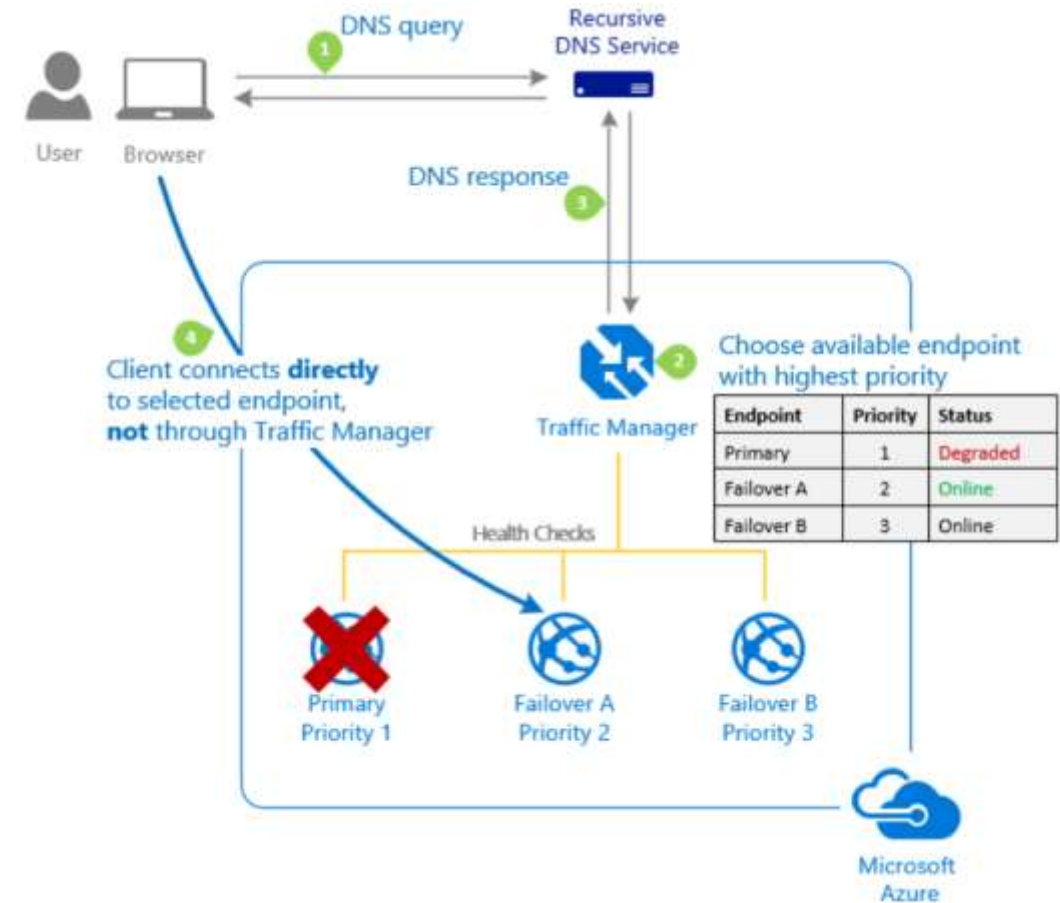 DNS query
1
Recursive
DNS Service
User
Browser
DNS response
3
4
Client connects directly
to selected endpoint,
not through Traffic Manager
2
Choose available endpoint
with highest priority
Traffic Manager
Endpoint Priority Status
Primary 1 Degraded
Failover A 2 Online
Failover B 3 Online
Health Checks
Primary
Priority 1
Failover A
Priority 2
Failover B
Priority 3
Microsoft
Azure